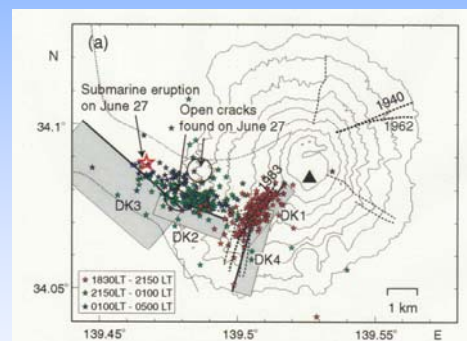 (a)
N
Submarine eruption
on June 27
Open cracks
found on June 27
1940
1962
34.1
1983
DK3
DK1
DK2
DK4
1830LT - 2150 LT
2150LT - 0100 LT
0100LT - 0500 LT
1 km
34.05
139.45
139.5
139.55
E